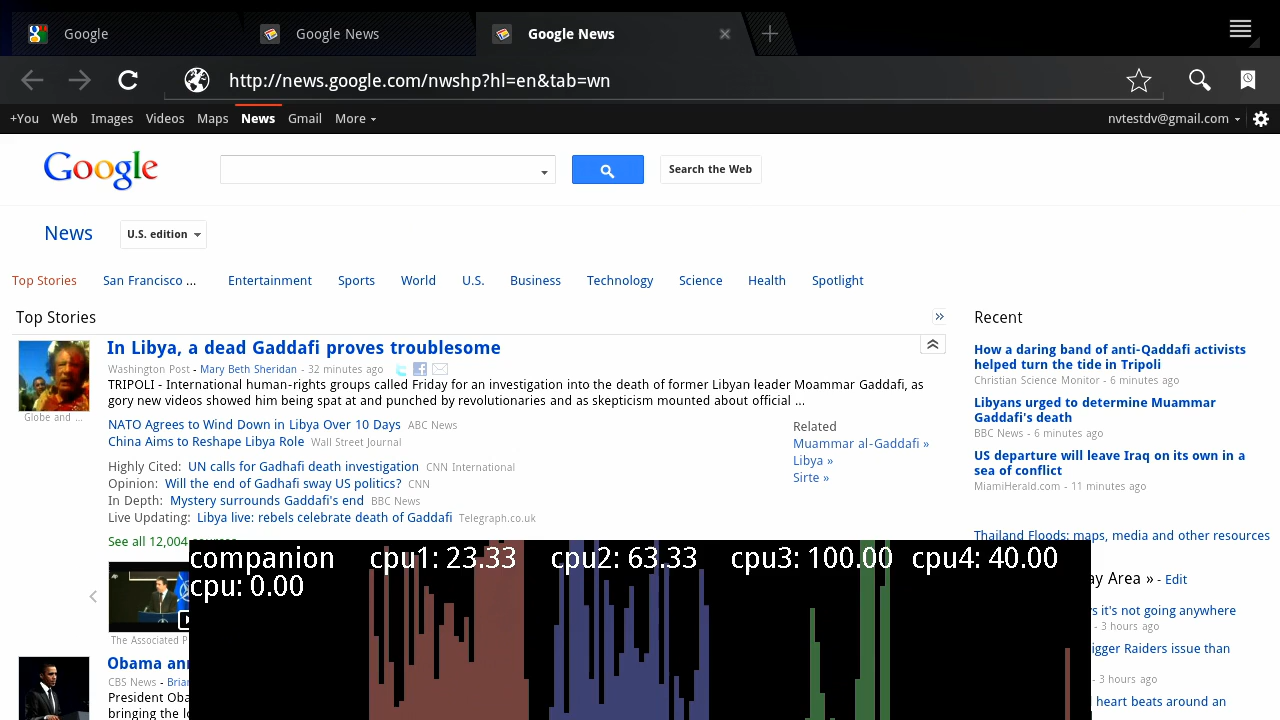 Google
Google News
Google News
http://news.google.com/nwshp?hl=en&tab=wn
+You Web Images Videos Maps News Gmail More
nvtestdv@gmail.com
Google
Search the Web
News
U.S. edition
Top Stories San Francisco ... Entertainment Sports World U.S. Business Technology Science Health Spotlight
Top Stories
»
In Libya, a dead Gaddafi proves troublesome
Washington Post - Mary Beth Sheridan - 32 minutes ago
TRIPOLI - International human-rights groups called Friday for an investigation into the death of former Libyan leader Moammar Gaddafi, as
gory new videos showed him being spat at and punched by revolutionaries and as skepticism mounted about official ...
Globe and ...
NATO Agrees to Wind Down in Libya Over 10 Days ABC News
China Aims to Reshape Libya Role Wall Street Journal
Related
Muammar al-Gaddafi »
Libya »
Sirte »
Highly Cited: UN calls for Gadhafi death investigation CNN International
Opinion: Will the end of Gadhafi sway US politics? CNN
In Depth: Mystery surrounds Gaddafi's end BBC News
Live Updating: Libya live: rebels celebrate death of Gaddafi Telegraph.co.uk
See all 12,004
The Associated P
Obama an
CBS News - Brian
President Oba
bringing the l
Recent
How a daring band of anti-Qaddafi activists
helped turn the tide in Tripoli
Christian Science Monitor - 6 minutes ago
Libyans urged to determine Muammar
Gaddafi's death
BBC News - 6 minutes ago
US departure will leave Iraq on its own in a
sea of conflict
MiamiHerald.com - 11 minutes ago
Thailand Floods: maps, media and other resources
ay Area » - Edit
s it's not going anywhere
- 3 hours ago
igger Raiders issue than
- 3 hours ago
heart beats around an
companion
cpu: 0.00
cpu1: 23.33
cpu2: 63.33
cpu3: 100.00
cpu4: 40.00